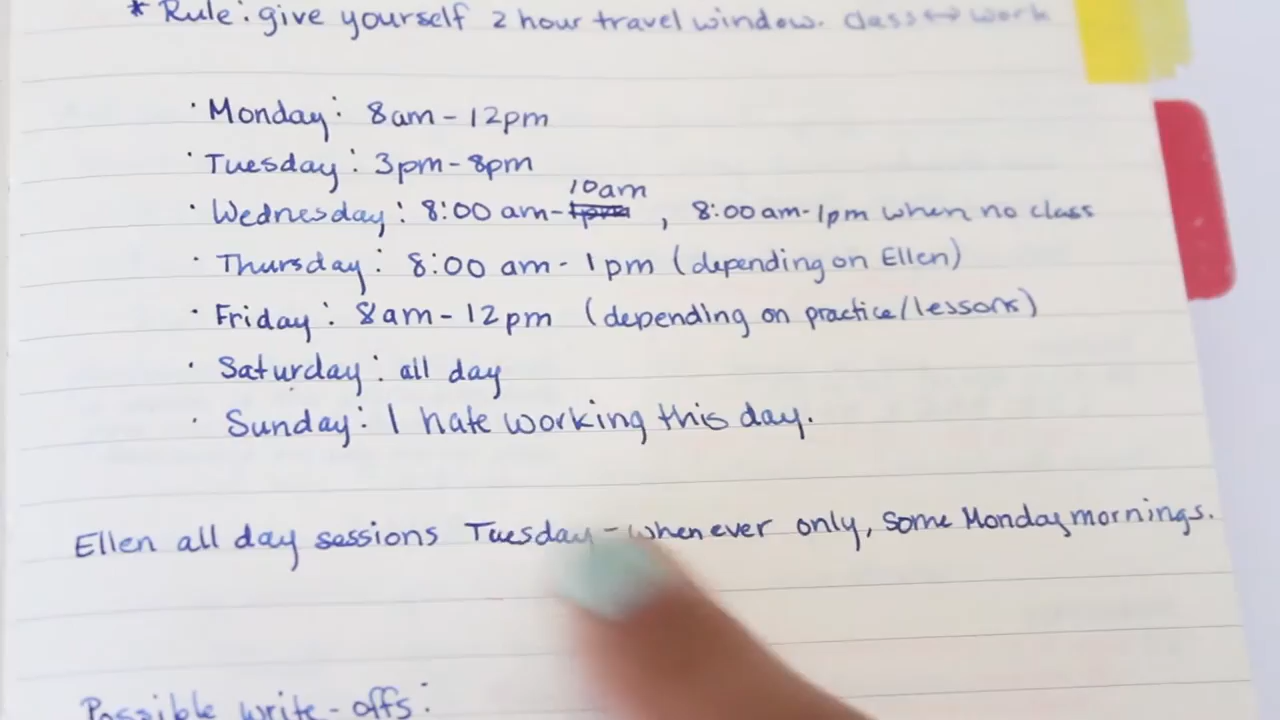 * Rule: give yourself 2 hour travel window. class ↔ work
· Monday: 8am - 12pm
· Tuesday: 3pm - 8pm
10am
· Wednesday: 8:00 am - 1pm, 8:00am-1pm when no class
· Thursday: 8:00 am - 1pm (depending on Ellen)
· Friday: 8am - 12pm (depending on practice/lessons)
· Saturday: all day
· Sunday: I hate working this day.
Ellen all day sessions Tuesday - whenever only, some Monday mornings.
Possible write-offs: